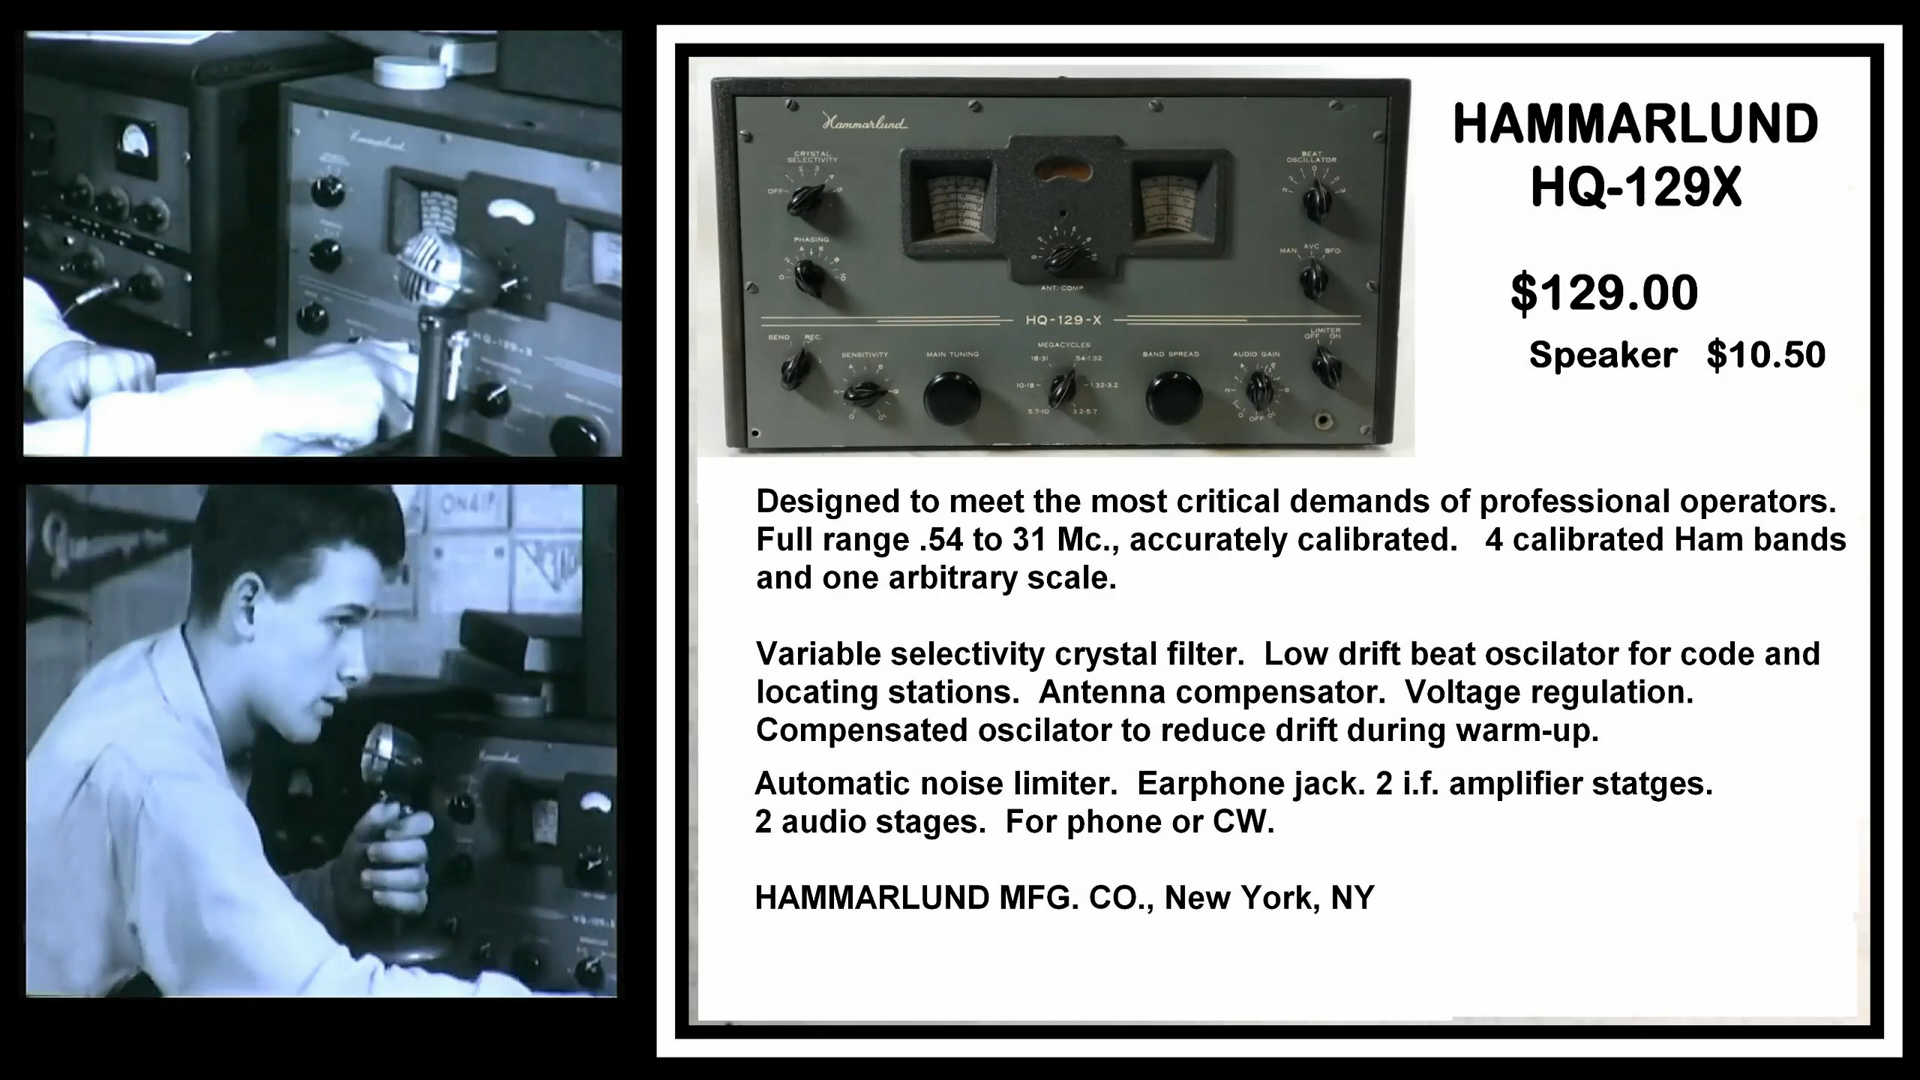 Hammarlund
HQ-129-X
ON AIR
Hammarlund
Hammarlund
CRYSTAL
SELECTIVITY
OFF
BEAT
OSCILLATOR
PHASING
MAN. AVC BFO
ANT. COMP
HQ-129-X
SEND REC.
LIMITER
OFF ON
SENSITIVITY
MAIN TUNING
MEGACYCLES
18-31 .54-1.32
10-18 1.32-3.2
5.7-10 3.2-5.7
BAND SPREAD
AUDIO GAIN
OFF
HAMMARLUND
HQ-129X
$129.00
Speaker $10.50
Designed to meet the most critical demands of professional operators.
Full range .54 to 31 Mc., accurately calibrated. 4 calibrated Ham bands
and one arbitrary scale.
Variable selectivity crystal filter. Low drift beat oscilator for code and
locating stations. Antenna compensator. Voltage regulation.
Compensated oscilator to reduce drift during warm-up.
Automatic noise limiter. Earphone jack. 2 i.f. amplifier statges.
2 audio stages. For phone or CW.
HAMMARLUND MFG. CO., New York, NY